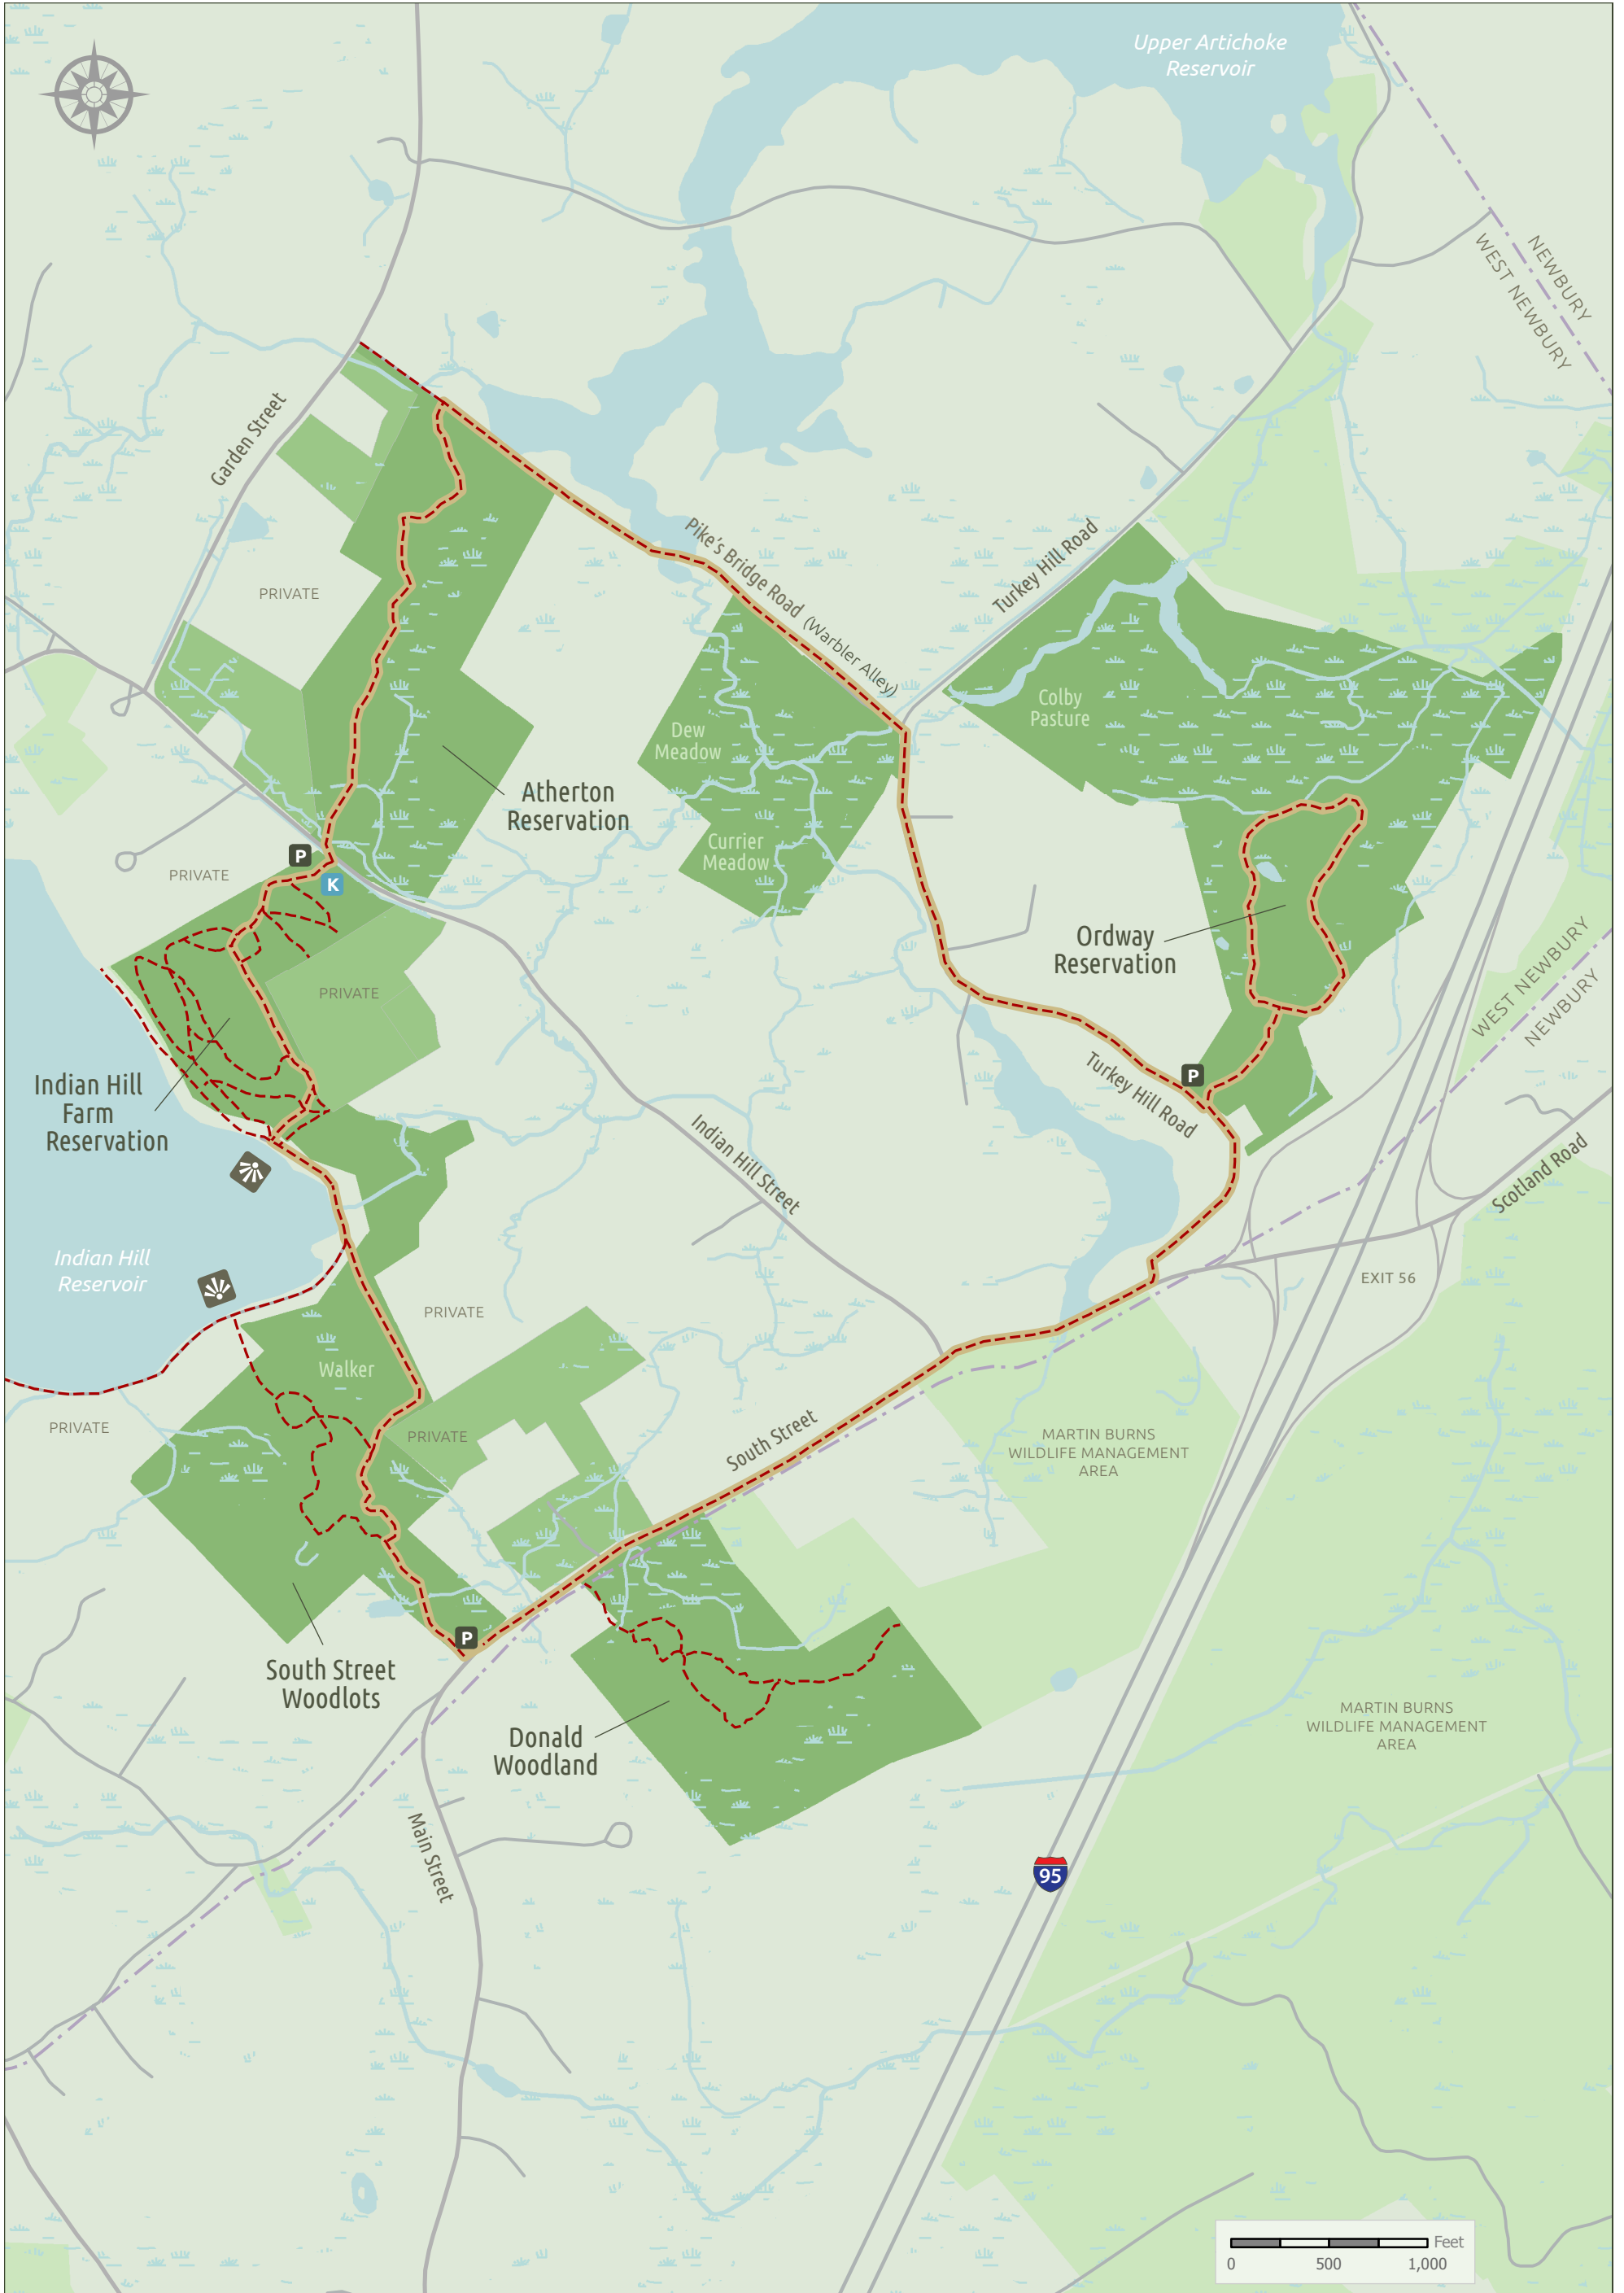 Upper Artichoke
Reservoir
NEWBURY
WEST NEWBURY
Garden Street
Pike's Bridge Road (Warbler Alley)
Turkey Hill Road
PRIVATE
Colby
Pasture
Dew
Meadow
Atherton
Reservation
Currier
Meadow
P
K
PRIVATE
Ordway
Reservation
PRIVATE
WEST NEWBURY
NEWBURY
Indian Hill
Farm
Reservation
P
Turkey Hill Road
Indian Hill Street
Scotland Road
Indian Hill
Reservoir
EXIT 56
PRIVATE
Walker
PRIVATE
PRIVATE
South Street
MARTIN BURNS
WILDLIFE MANAGEMENT
AREA
P
South Street
Woodlots
Donald
Woodland
MARTIN BURNS
WILDLIFE MANAGEMENT
AREA
Main Street
95
Feet
0 500 1,000